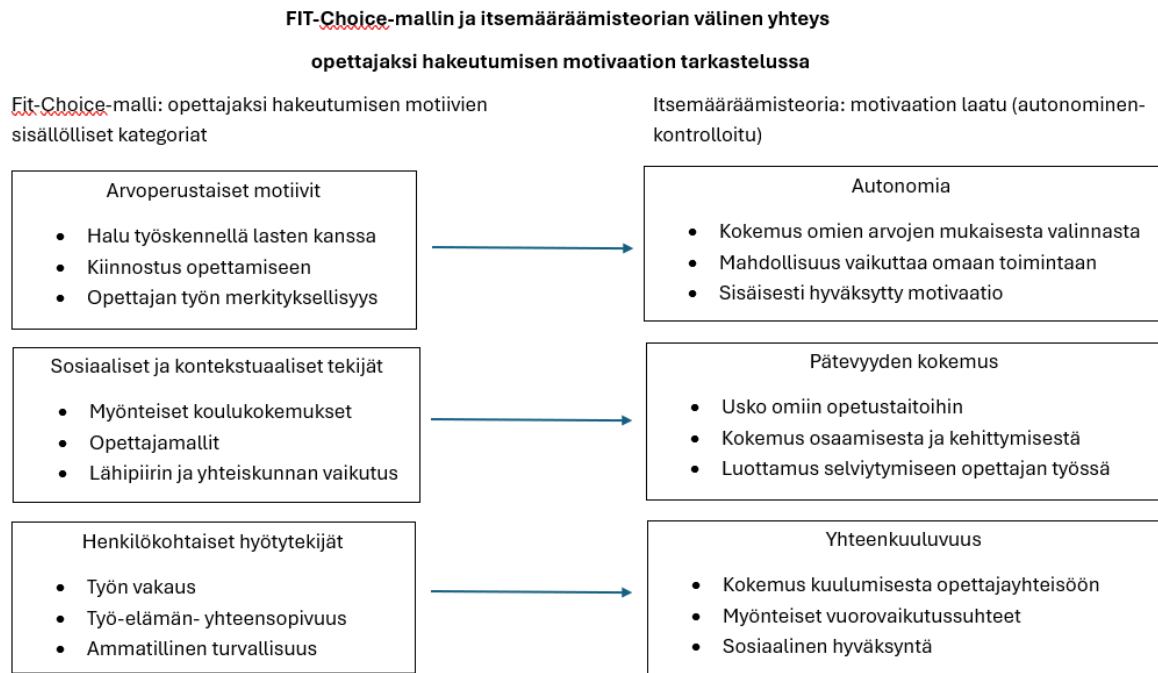 FIT-Choice-mallin ja itsemääräämisteorian välinen yhteys
opettajaksi hakeutumisen motivaation tarkastelussa
Fit-Choice-malli: opettajaksi hakeutumisen motiivien
sisällölliset kategoriat
Itsemääräämisteoria: motivaation laatu (autonominen-
kontrolloitu)
Arvoperustaiset motiivit
• Halu työskennellä lasten kanssa
• Kiinnostus opettamiseen
• Opettajan työn merkityksellisyys
Autonomia
• Kokemus omien arvojen mukaisesta valinnasta
• Mahdollisuus vaikuttaa omaan toimintaan
• Sisäisesti hyväksytty motivaatio
Sosiaaliset ja kontekstuaaliset tekijät
• Myönteiset koulukokemukset
• Opettajamallit
• Lähipiirin ja yhteiskunnan vaikutus
Pätevyyden kokemus
• Usko omiin opetustaitoihin
• Kokemus osaamisesta ja kehittymisestä
• Luottamus selviytymiseen opettajan työssä
Henkilökohtaiset hyötytekijät
• Työn vakaus
• Työ-elämän- yhteensopivuus
• Ammatillinen turvallisuus
Yhteenkuuluvuus
• Kokemus kuulumisesta opettajayhteisöön
• Myönteiset vuorovaikutussuhteet
• Sosiaalinen hyväksyntä